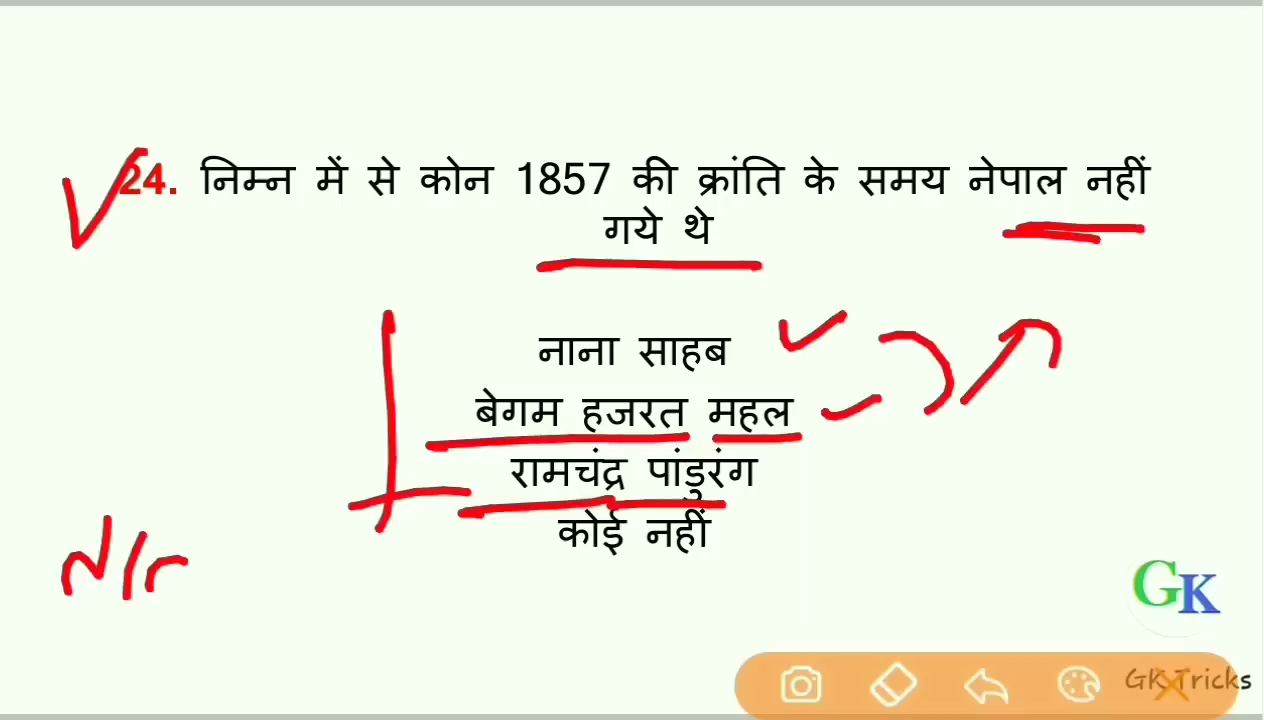 24. निम्न में से कोन 1857 की क्रांति के समय नेपाल नहीं
गये थे
नाना साहब
बेगम हजरत महल
रामचंद्र पांडुरंग
कोई नहीं
GK
GK Tricks